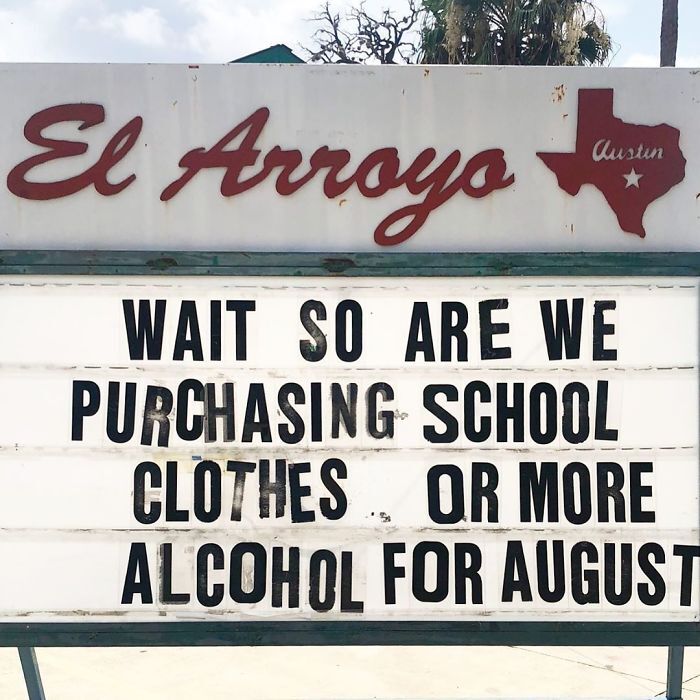 El Arroyo
Austin
WAIT SO ARE WE
PURCHASING SCHOOL
CLOTHES OR MORE
ALCOHOL FOR AUGUST